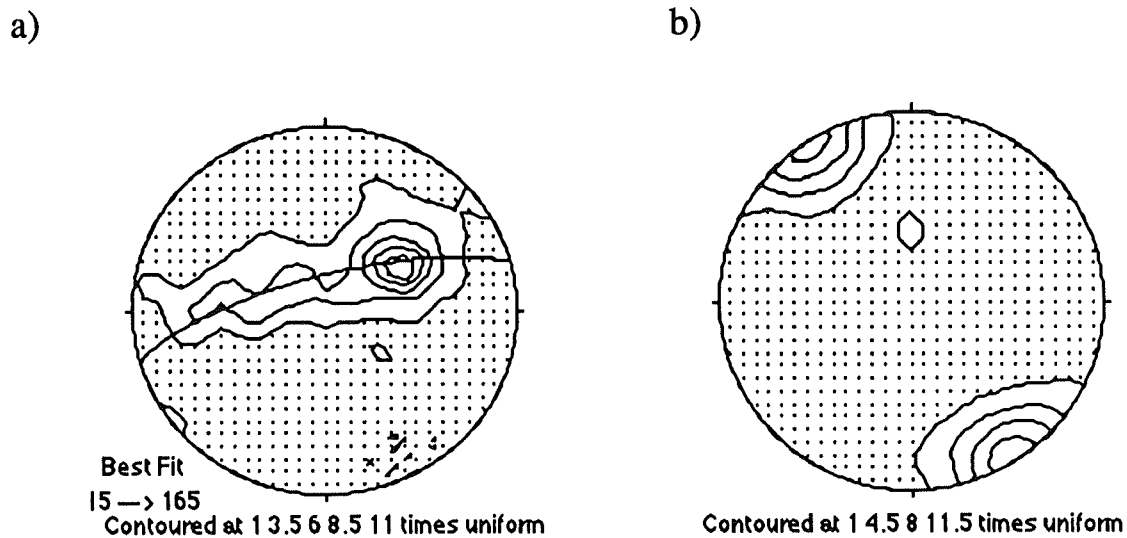 a)
b)
Best Fit
15 —> 165
Contoured at 1 3.5 6 8.5 11 times uniform
Contoured at 1 4.5 8 11.5 times uniform